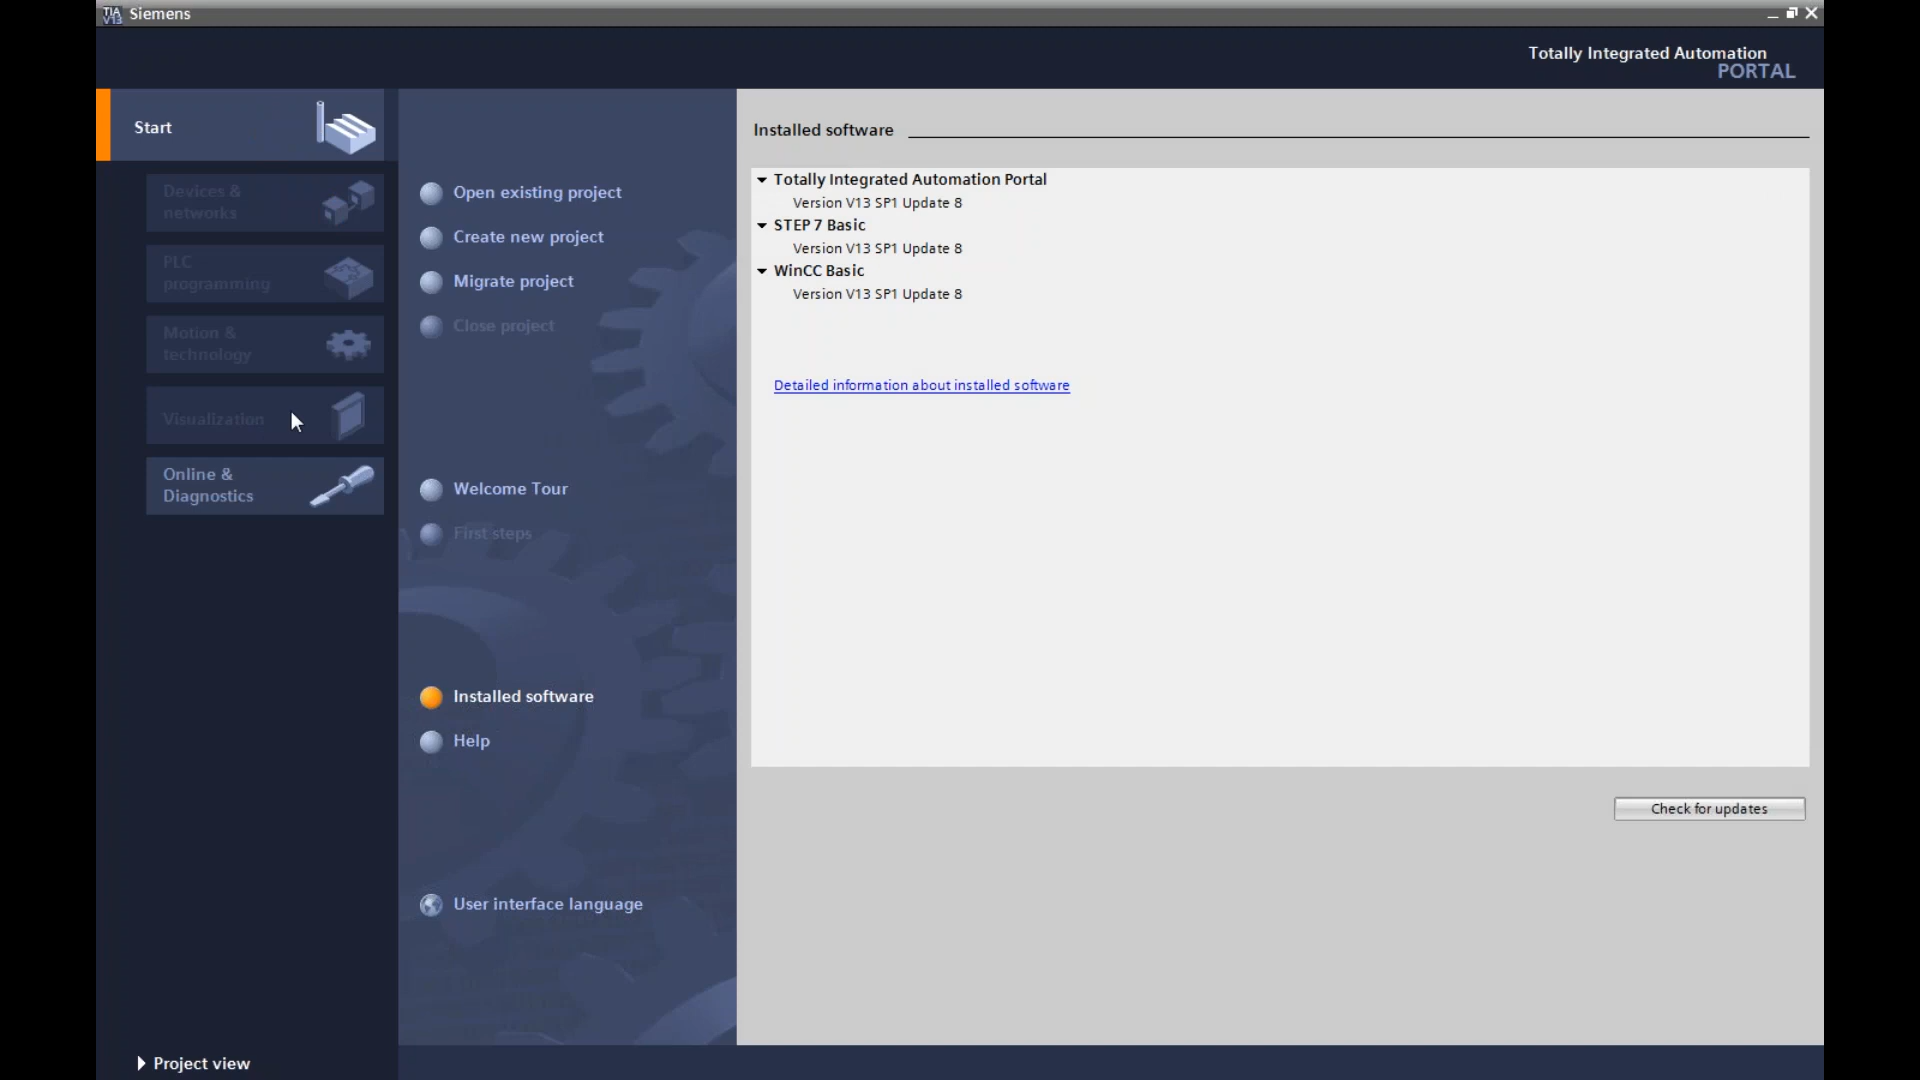 TIA
V13
Siemens
Totally Integrated Automation
PORTAL
Start
Devices &
networks
PLC
programming
Motion &
technology
Visualization
Online &
Diagnostics
Project view
Open existing project
Create new project
Migrate project
Close project
Welcome Tour
First steps
Installed software
Help
User interface language
Installed software
Totally Integrated Automation Portal
Version V13 SP1 Update 8
STEP 7 Basic
Version V13 SP1 Update 8
WinCC Basic
Version V13 SP1 Update 8
Detailed information about installed software
Check for updates